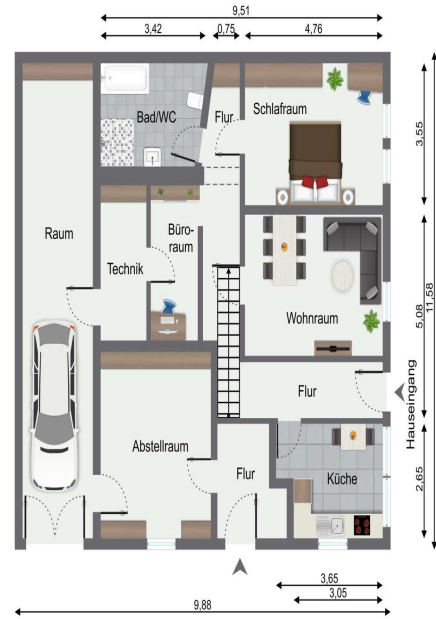 9,51
3,42 0,75 4,76
Bad/WC
Flur
Schlafraum
3,55
Raum
Technik
Büro-
raum
Wohnraum
5,08
11,58
Flur
Hauseingang
Abstellraum
Flur
Küche
2,65
3,65
3,05
9,88